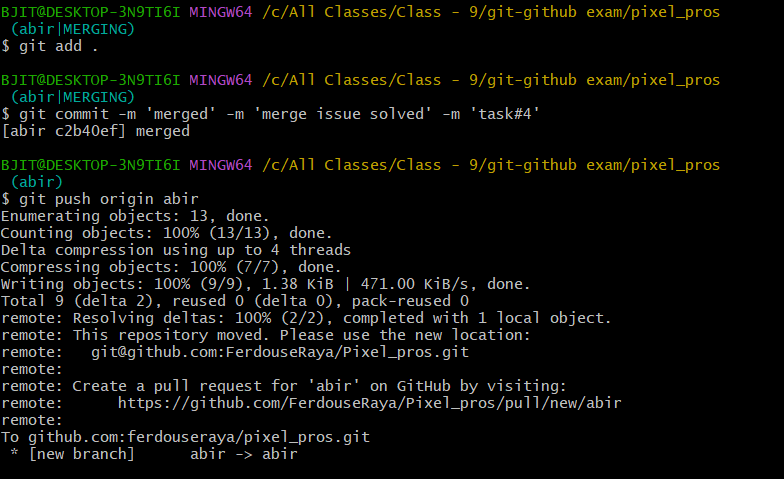 BJIT@DESKTOP-3N9TI6I MINGW64 /c/All Classes/Class - 9/git-github exam/pixel_pros
(abir|MERGING)
$ git add .
BJIT@DESKTOP-3N9TI6I MINGW64 /c/All Classes/Class - 9/git-github exam/pixel_pros
(abir|MERGING)
$ git commit -m 'merged' -m 'merge issue solved' -m 'task#4'
[abir c2b40ef] merged
BJIT@DESKTOP-3N9TI6I MINGW64 /c/All Classes/Class - 9/git-github exam/pixel_pros
(abir)
$ git push origin abir
Enumerating objects: 13, done.
Counting objects: 100% (13/13), done.
Delta compression using up to 4 threads
Compressing objects: 100% (7/7), done.
Writing objects: 100% (9/9), 1.38 KiB | 471.00 KiB/s, done.
Total 9 (delta 2), reused 0 (delta 0), pack-reused 0
remote: Resolving deltas: 100% (2/2), completed with 1 local object.
remote: This repository moved. Please use the new location:
remote:   git@github.com:FerdouseRaya/Pixel_pros.git
remote:
remote: Create a pull request for 'abir' on GitHub by visiting:
remote:      https://github.com/FerdouseRaya/Pixel_pros/pull/new/abir
remote:
To github.com:ferdouseraya/pixel_pros.git
 * [new branch]      abir -> abir